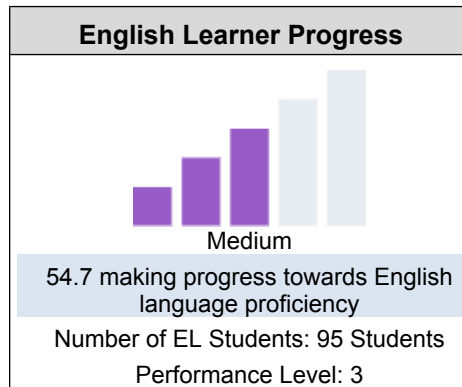 English Learner Progress
Medium
54.7 making progress towards English
language proficiency
Number of EL Students: 95 Students
Performance Level: 3